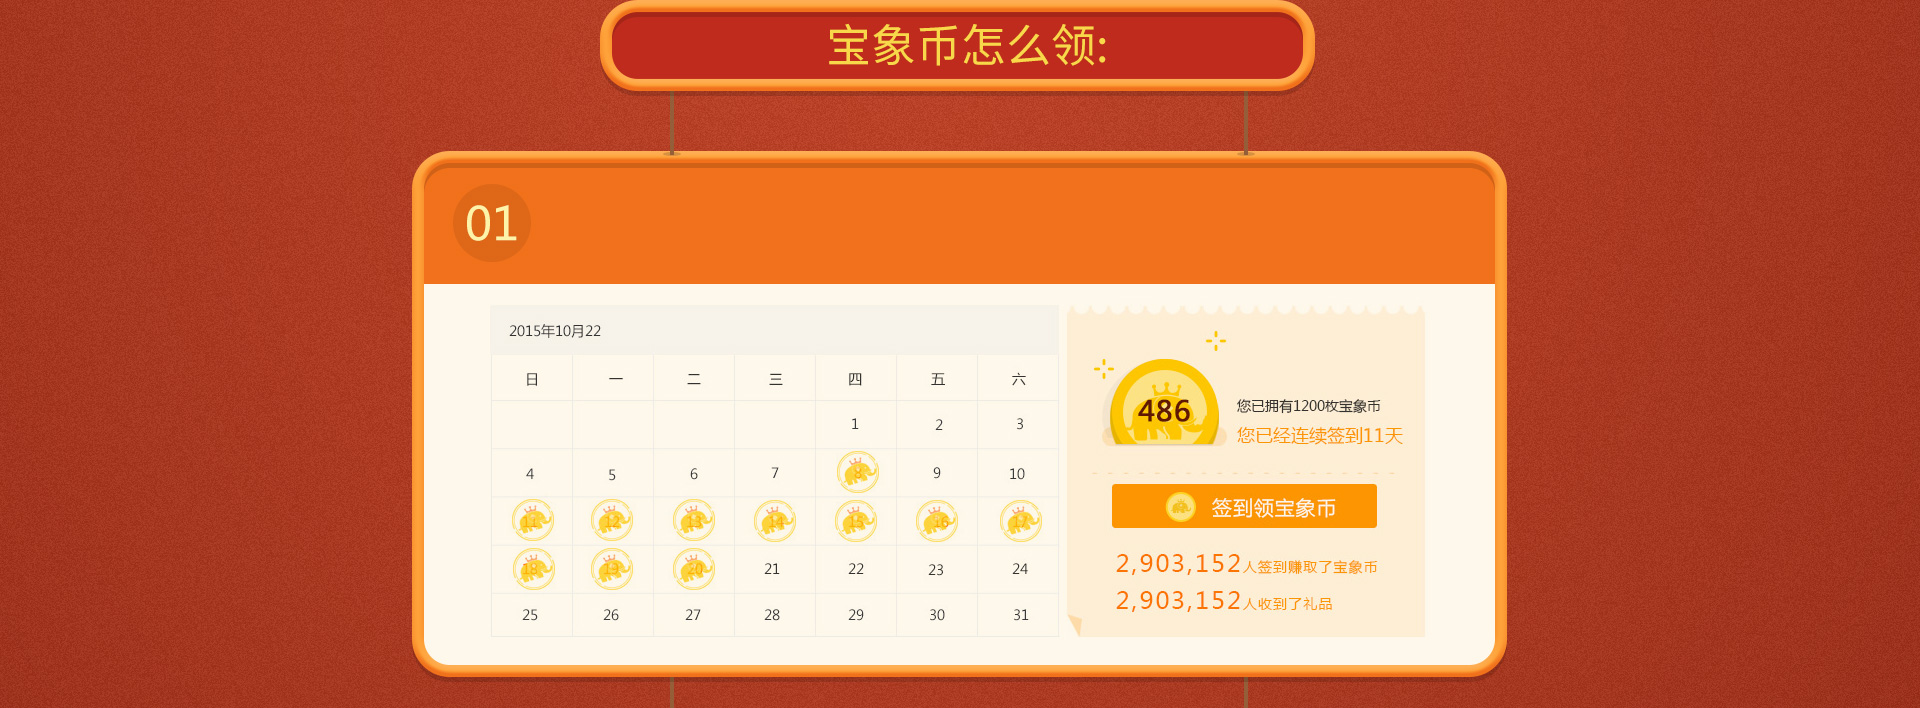 宝象币怎么领:
01
2015年10月22
日 一 二 三 四 五 六
1 2 3
4 5 6 7 8 9 10
11 12 13 14 15 16 17
18 19 20 21 22 23 24
25 26 27 28 29 30 31
486
您已拥有1200枚宝象币
您已经连续签到11天
签到领宝象币
2,903,152人签到赚取了宝象币
2,903,152人收到了礼品